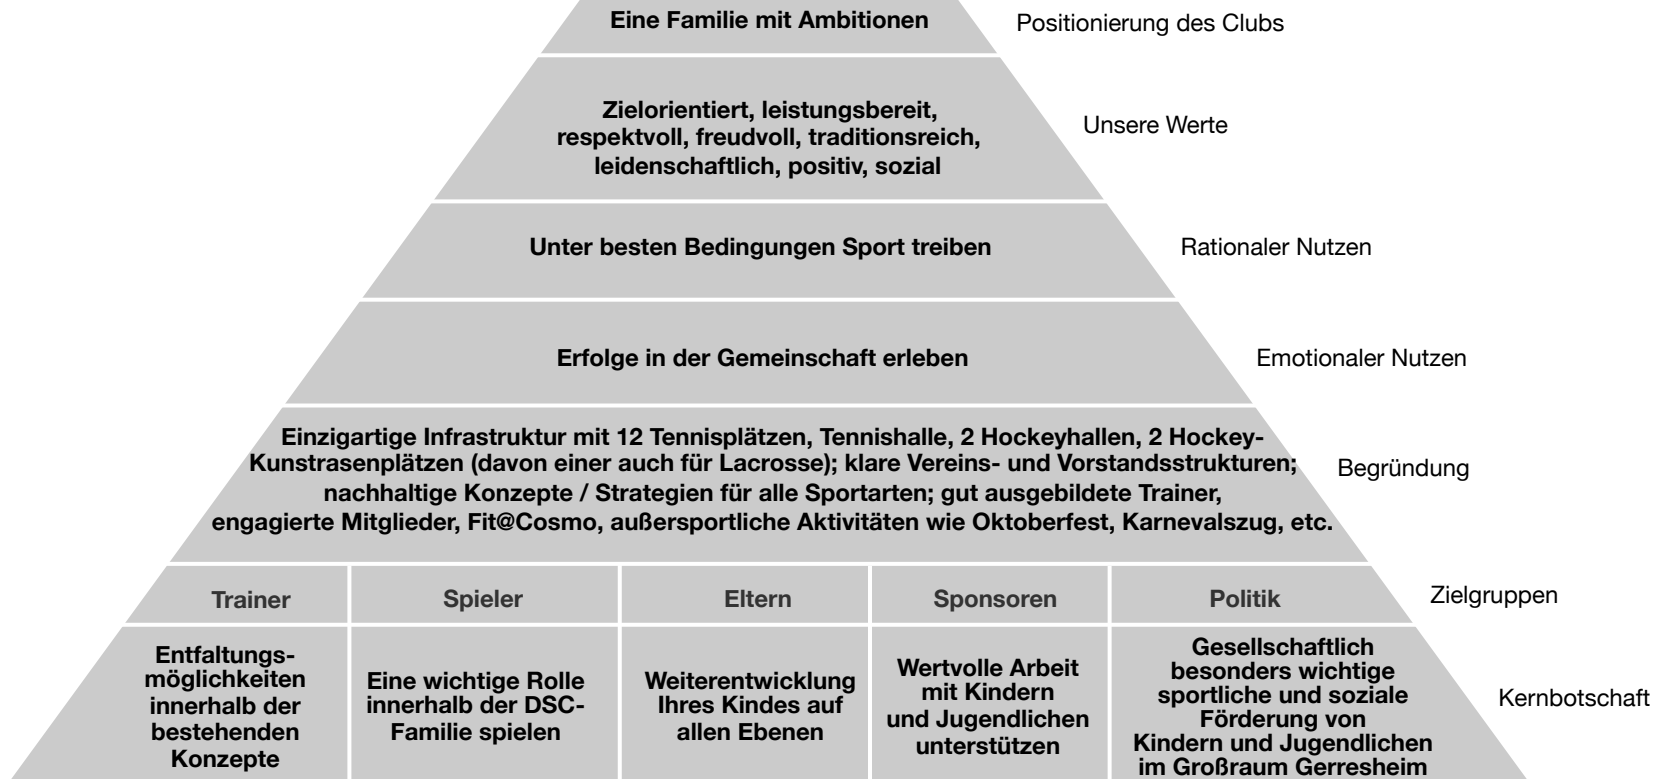 Eine Familie mit Ambitionen
Positionierung des Clubs
Zielorientiert, leistungsbereit,
respektvoll, freudvoll, traditionsreich,
leidenschaftlich, positiv, sozial
Unsere Werte
Unter besten Bedingungen Sport treiben
Rationaler Nutzen
Erfolge in der Gemeinschaft erleben
Emotionaler Nutzen
Einzigartige Infrastruktur mit 12 Tennisplätzen, Tennishalle, 2 Hockeyhallen, 2 Hockey-
Kunstrasenplätzen (davon einer auch für Lacrosse); klare Vereins- und Vorstandsstrukturen;
nachhaltige Konzepte / Strategien für alle Sportarten; gut ausgebildete Trainer,
engagierte Mitglieder, Fit@Cosmo, außersportliche Aktivitäten wie Oktoberfest, Karnevalszug, etc.
Begründung
Trainer
Spieler
Eltern
Sponsoren
Politik
Zielgruppen
Entfaltungs-
möglichkeiten
innerhalb der
bestehenden
Konzepte
Eine wichtige Rolle
innerhalb der DSC-
Familie spielen
Weiterentwicklung
Ihres Kindes auf
allen Ebenen
Wertvolle Arbeit
mit Kindern
und Jugendlichen
unterstützen
Gesellschaftlich
besonders wichtige
sportliche und soziale
Förderung von
Kindern und Jugendlichen
im Großraum Gerresheim
Kernbotschaft